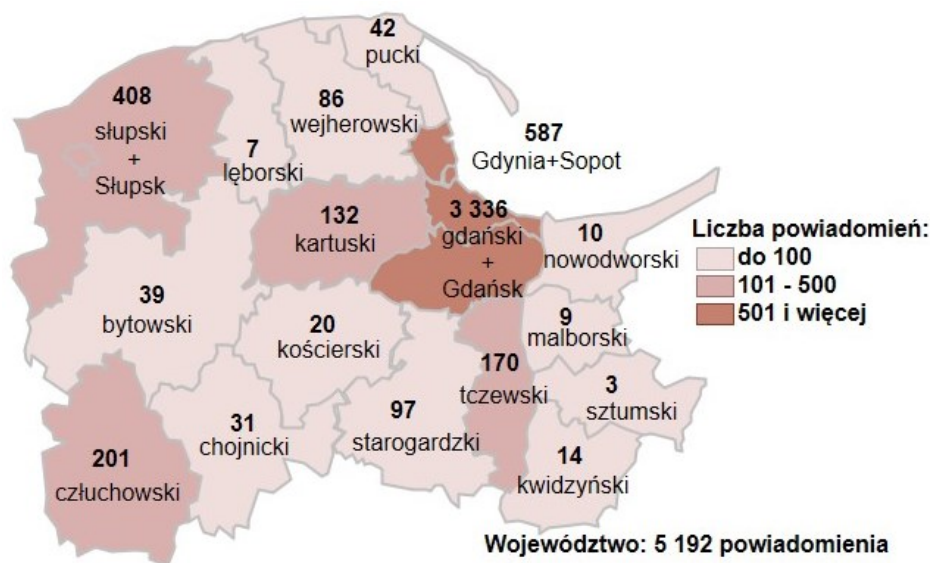 42
pucki
408
słupski
+
Słupsk
86
wejherowski
7
lęborski
587
Gdynia+Sopot
132
kartuski
3 336
gdański
+
Gdańsk
10
nowodworski
Liczba powiadomień:
do 100
101 - 500
501 i więcej
39
bytowski
20
kościerski
9
malborski
170
tczewski
3
sztumski
31
chojnicki
97
starogardzki
201
człuchowski
14
kwidzyński
Województwo: 5 192 powiadomienia